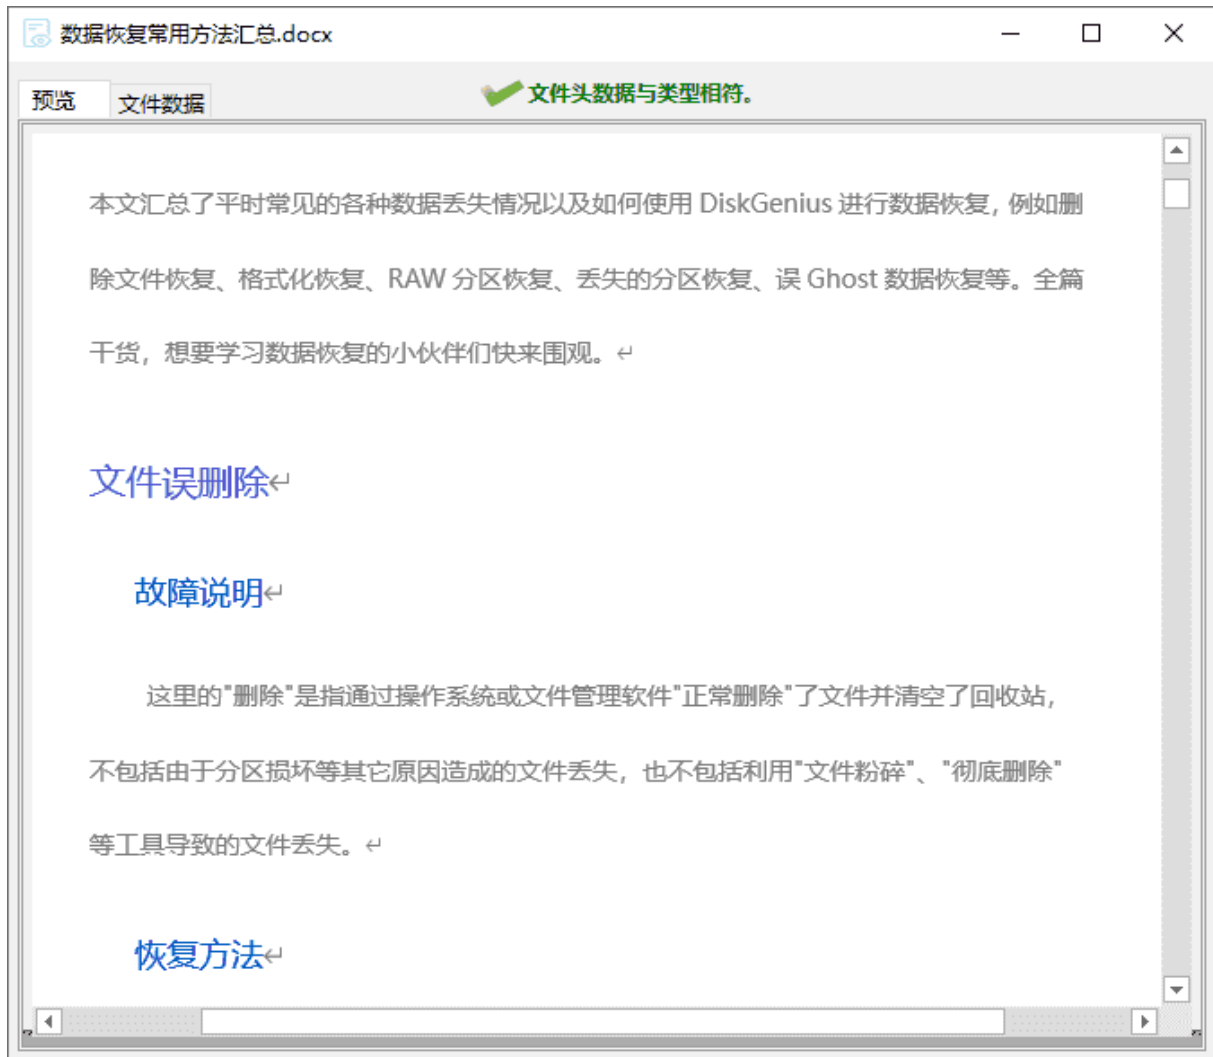 数据恢复常用方法汇总.docx
预览
文件数据
文件头数据与类型相符。
本文汇总了平时常见的各种数据丢失情况以及如何使用 DiskGenius 进行数据恢复，例如删
除文件恢复、格式化恢复、RAW 分区恢复、丢失的分区恢复、误 Ghost 数据恢复等。全篇
干货，想要学习数据恢复的小伙伴们快来围观。↵
文件误删除↵
故障说明↵
这里的"删除"是指通过操作系统或文件管理软件"正常删除"了文件并清空了回收站，
不包括由于分区损坏等其它原因造成的文件丢失，也不包括利用"文件粉碎"、"彻底删除"
等工具导致的文件丢失。↵
恢复方法↵